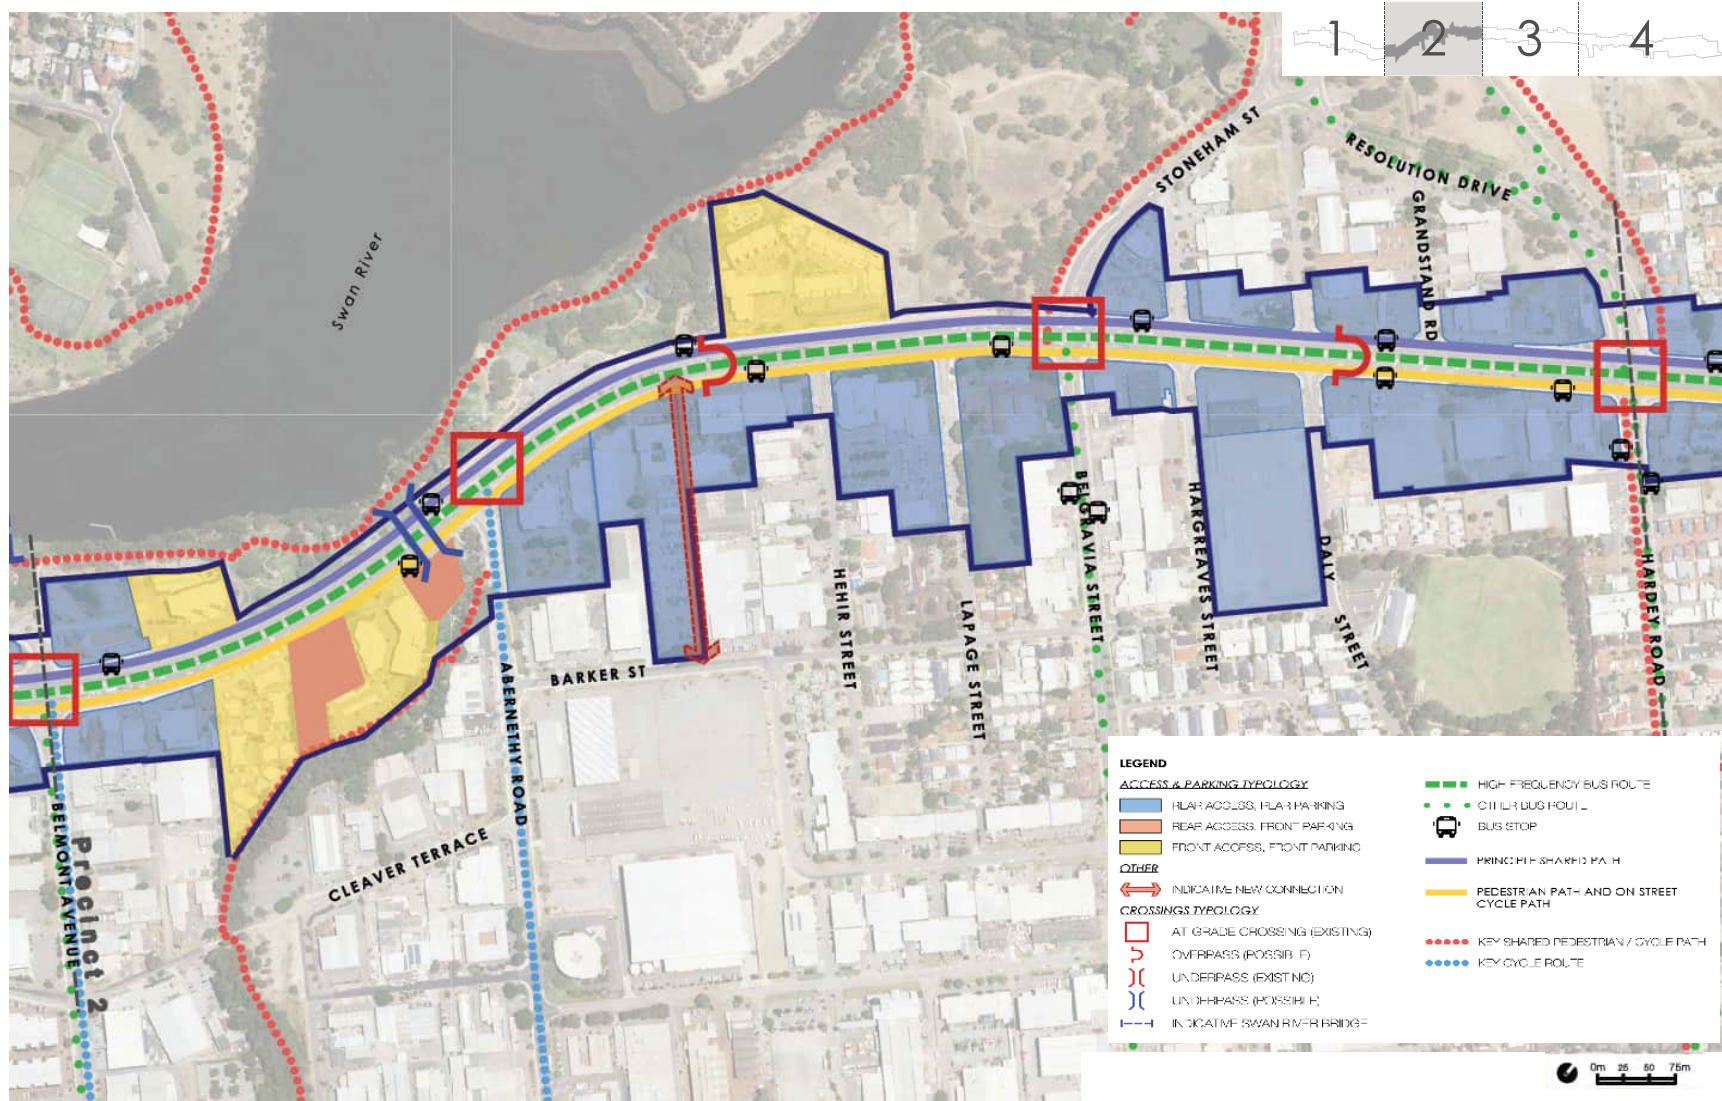 1 2 3 4
STONEHAM ST
RESOLUTION DRIVE
GRANDSTAND RD
Swan River
BELGRAVIA STREET
HARGREAVES STREET
DALY STREET
HARDEY ROAD
HEHIR STREET
LAPAGE STREET
BARKER ST
ABERNETHY ROAD
CLEAVER TERRACE
BELMONT AVENUE
Precinct 2
LEGEND
ACCESS & PARKING TYPOLOGY
REAR ACCESS, REAR PARKING
REAR ACCESS, FRONT PARKING
FRONT ACCESS, FRONT PARKING
OTHER
INDICATIVE NEW CONNECTION
CROSSINGS TYPOLOGY
AT GRADE CROSSING (EXISTING)
OVERPASS (POSSIBLE)
UNDERPASS (EXISTING)
UNDERPASS (POSSIBLE)
INDICATIVE SWAN RIVER BRIDGE
HIGH FREQUENCY BUS ROUTE
OTHER BUS ROUTE
BUS STOP
PRINCIPLE SHARED PATH
PEDESTRIAN PATH AND ON STREET
CYCLE PATH
KEY SHARED PEDESTRIAN / CYCLE PATH
KEY CYCLE ROUTE
0m 25 50 75m